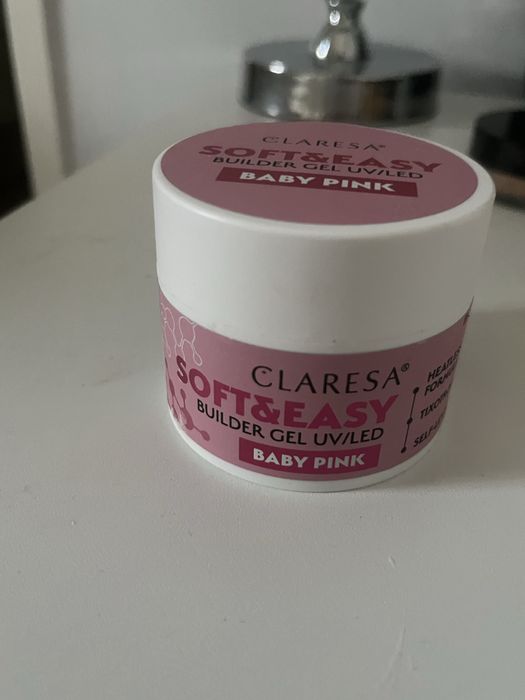 CLARESA®
SOFT&EASY
BUILDER GEL UV/LED
BABY PINK
CLARESA®
SOFT&EASY
BUILDER GEL UV/LED
BABY PINK